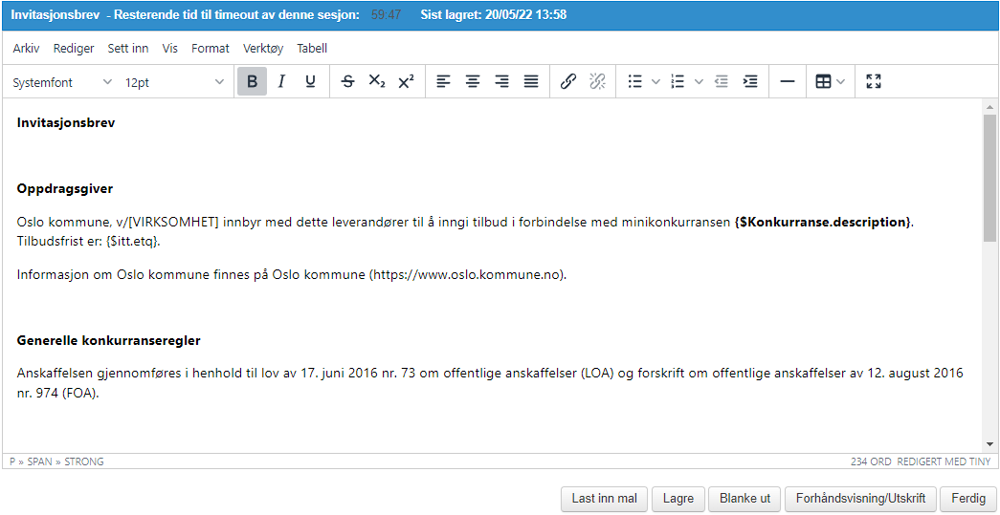 Invitasjonsbrev - Resterende tid til timeout av denne sesjon: 59:47 Sist lagret: 20/05/22 13:58
Arkiv Rediger Sett inn Vis Format Verktøy Tabell
Systemfont 12pt B I U S X₂ X²
Invitasjonsbrev
Oppdragsgiver
Oslo kommune, v/[VIRKSOMHET] innbyr med dette leverandører til å inngi tilbud i forbindelse med minikonkurransen {$Konkurranse.description}.
Tilbudsfrist er: {$itt.etq}.
Informasjon om Oslo kommune finnes på Oslo kommune (https://www.oslo.kommune.no).
Generelle konkurranseregler
Anskaffelsen gjennomføres i henhold til lov av 17. juni 2016 nr. 73 om offentlige anskaffelser (LOA) og forskrift om offentlige anskaffelser av 12. august 2016
nr. 974 (FOA).
P » SPAN » STRONG 234 ORD REDIGERT MED TINY
Last inn mal Lagre Blanke ut Forhåndsvisning/Utskrift Ferdig